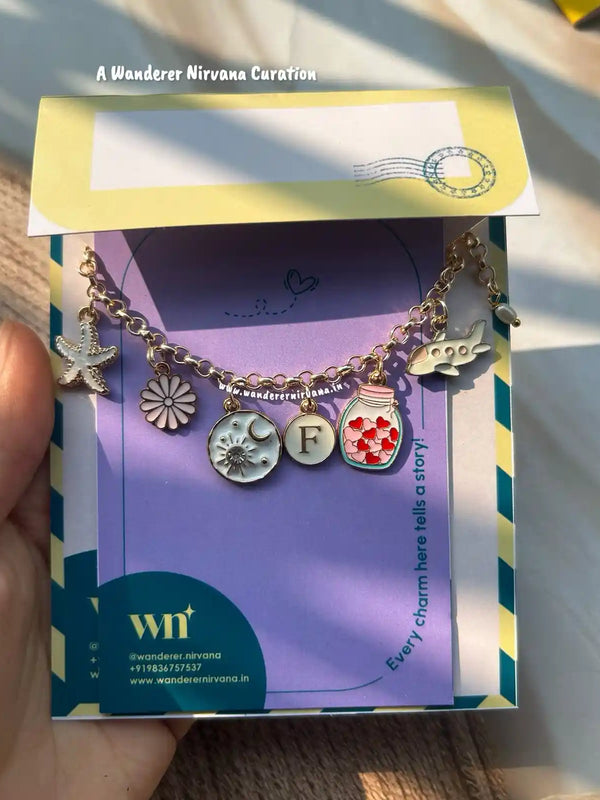 A Wanderer Nirvana Curation
www.wanderernirvana.in
F
Every charm here tells a story!
wn
@wanderer.nirvana
+919836757537
www.wanderernirvana.in